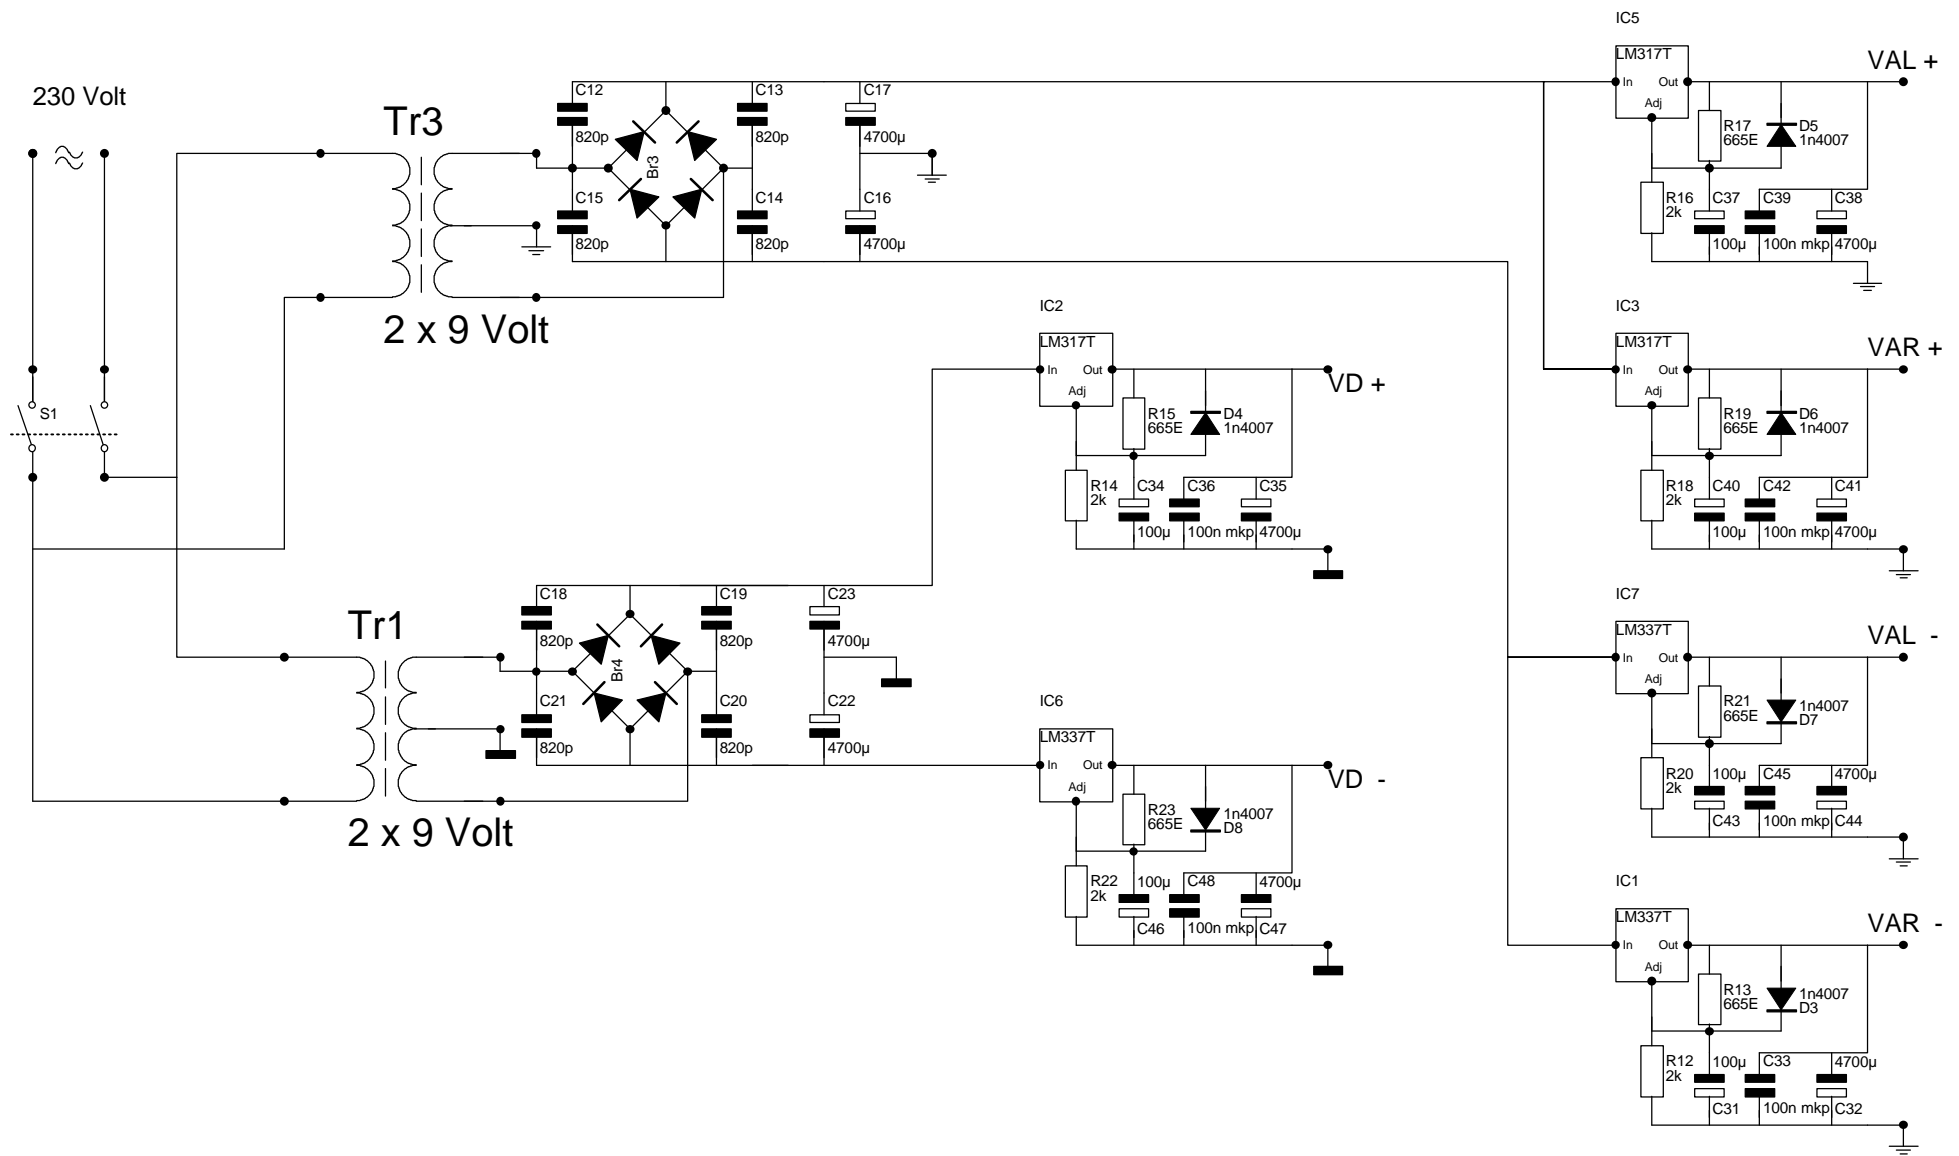 230 Volt
≈
S1
Tr3
2 x 9 Volt
C12
820p
C13
820p
C15
820p
C14
820p
Br3
C17
4700µ
C16
4700µ
Tr1
2 x 9 Volt
C18
820p
C19
820p
C21
820p
C20
820p
Br4
C23
4700µ
C22
4700µ
IC2
LM317T
In
Out
Adj
VD +
R15
665E
D4
1n4007
R14
2k
C34
100µ
C36
100n mkp
C35
4700µ
IC6
LM337T
In
Out
Adj
VD -
R23
665E
1n4007
D8
R22
2k
100µ
C46
C48
100n mkp
4700µ
C47
IC5
LM317T
In
Out
Adj
VAL +
R17
665E
D5
1n4007
R16
2k
C37
100µ
C39
100n mkp
C38
4700µ
IC3
LM317T
In
Out
Adj
VAR +
R19
665E
D6
1n4007
R18
2k
C40
100µ
C42
100n mkp
C41
4700µ
IC7
LM337T
In
Out
Adj
VAL -
R21
665E
1n4007
D7
R20
2k
100µ
C43
C45
100n mkp
4700µ
C44
IC1
LM337T
In
Out
Adj
VAR -
R13
665E
1n4007
D3
R12
2k
100µ
C31
C33
100n mkp
4700µ
C32